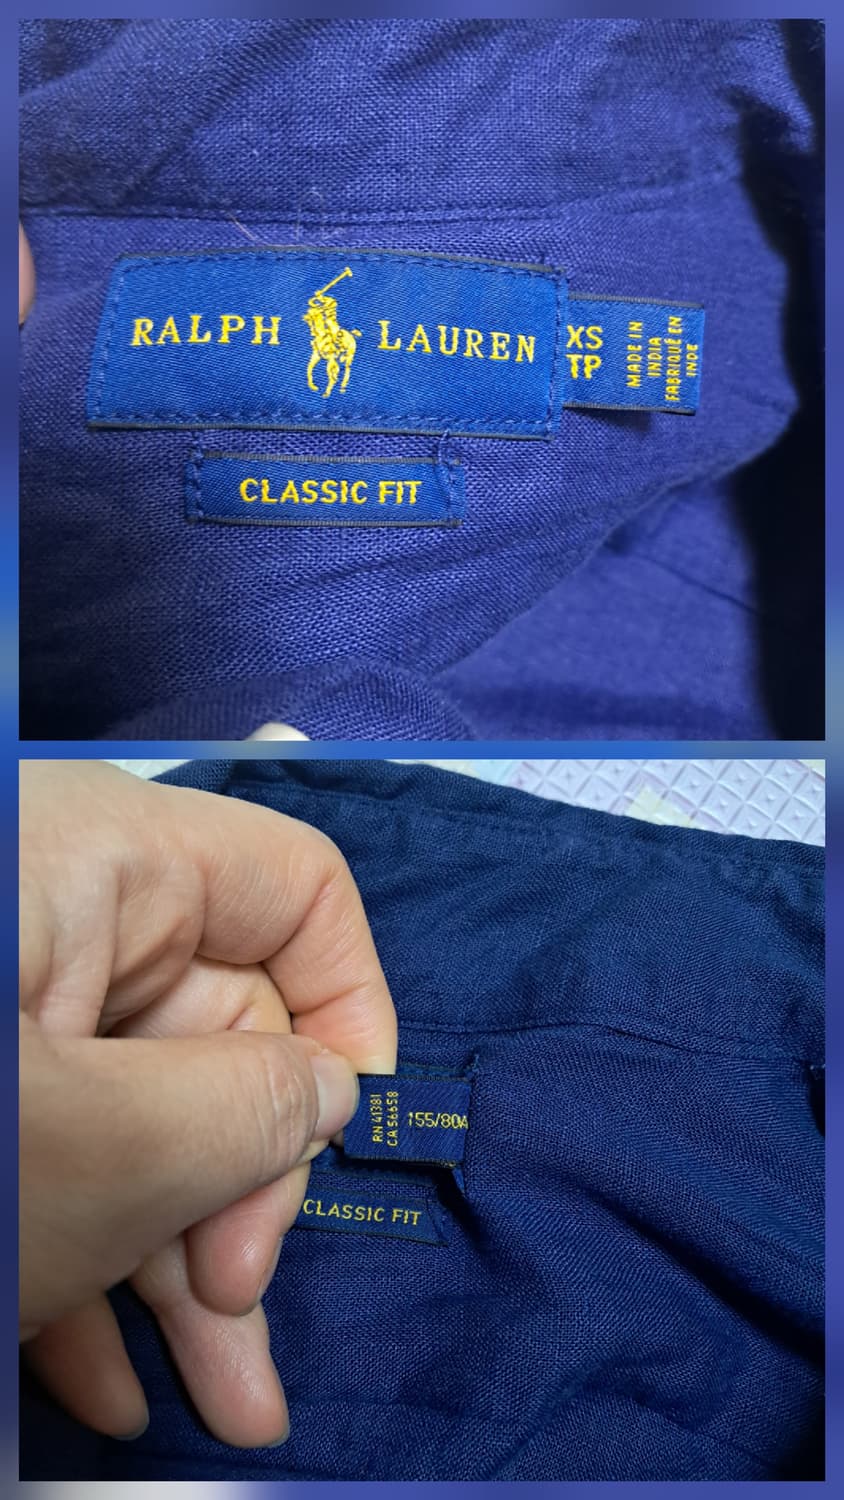 RALPH LAUREN
XS
TP
MADE IN
INDIA
FABRIQUÉ EN
INDE
CLASSIC FIT
RN 41381
CA 56658
155/80A
CLASSIC FIT